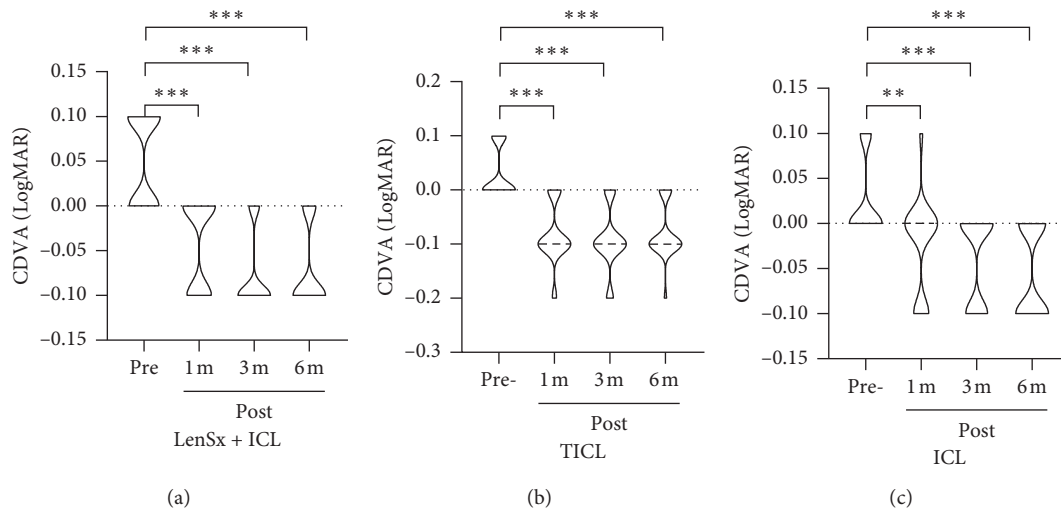 ***
***
***
0.15
0.10
0.05
0.00
–0.05
–0.10
–0.15
CDVA (LogMAR)
Pre 1 m 3 m 6 m
Post
LenSx + ICL
(a)
***
***
***
0.2
0.1
0.0
–0.1
–0.2
–0.3
CDVA (LogMAR)
Pre- 1 m 3 m 6 m
Post
TICL
(b)
***
***
**
0.15
0.10
0.05
0.00
–0.05
–0.10
–0.15
CDVA (LogMAR)
Pre- 1 m 3 m 6 m
Post
ICL
(c)